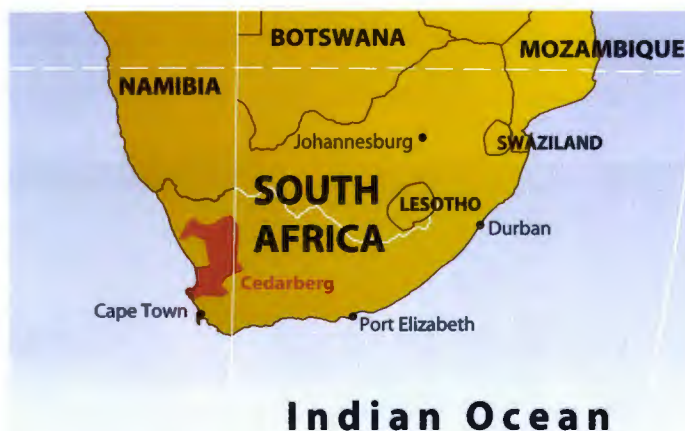 BOTSWANA
MOZAMBIQUE
NAMIBIA
Johannesburg
SWAZILAND
SOUTH
AFRICA
LESOTHO
Durban
Cedarberg
Cape Town
Port Elizabeth
Indian Ocean